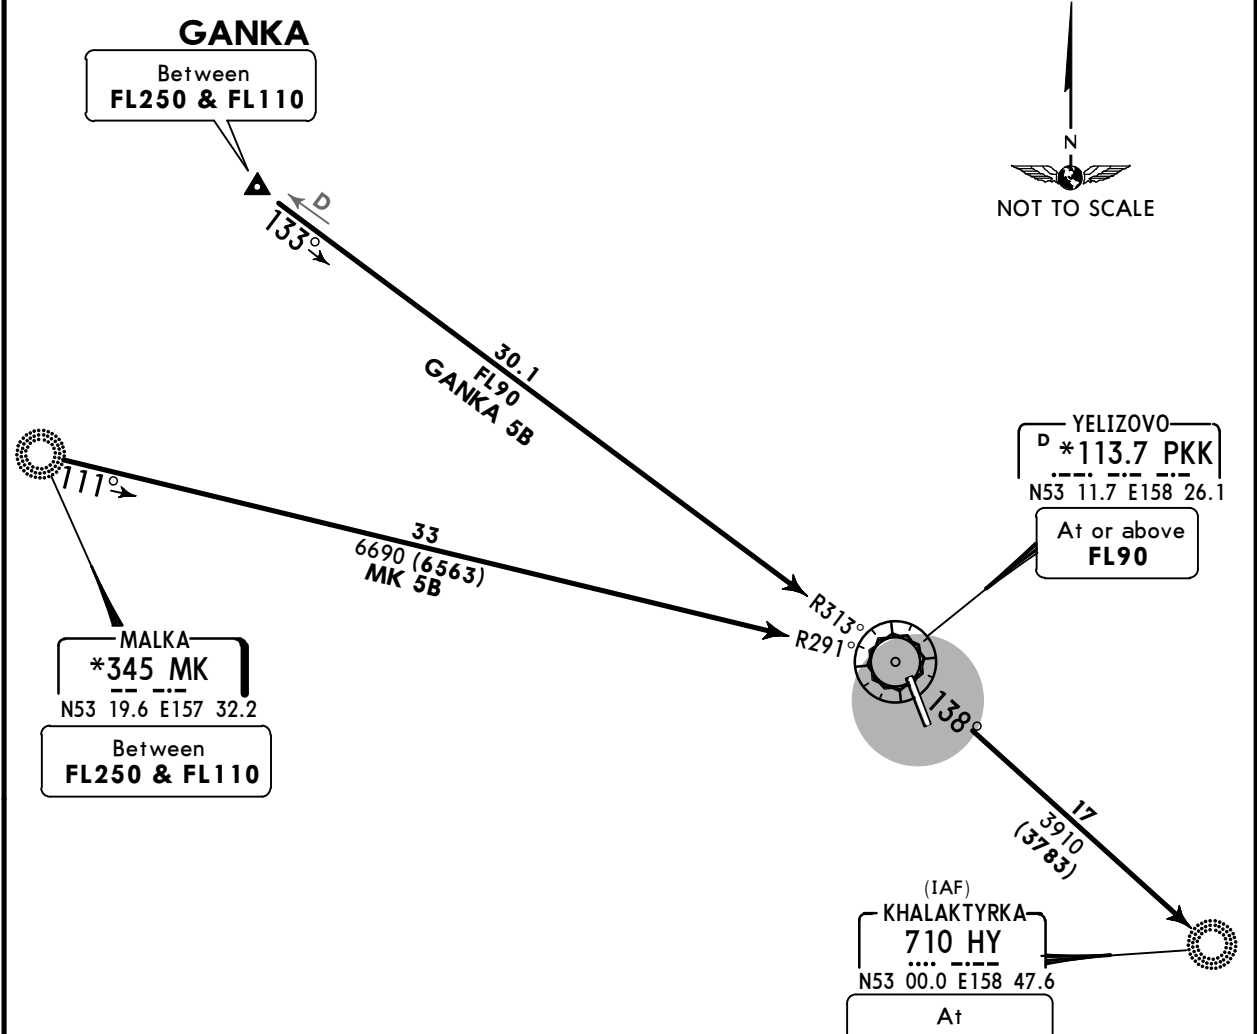 GANKA
Between
FL250 & FL110
N
NOT TO SCALE
D
133°
30.1
FL90
GANKA 5B
YELIZOVO
D *113.7 PKK
N53 11.7 E158 26.1
At or above
FL90
111°
33
6690 (6563)
MK 5B
R313°
R291°
MALKA
*345 MK
N53 19.6 E157 32.2
Between
FL250 & FL110
138°
17
3910
(3783)
(IAF)
KHALAKTYRKA
710 HY
N53 00.0 E158 47.6
At